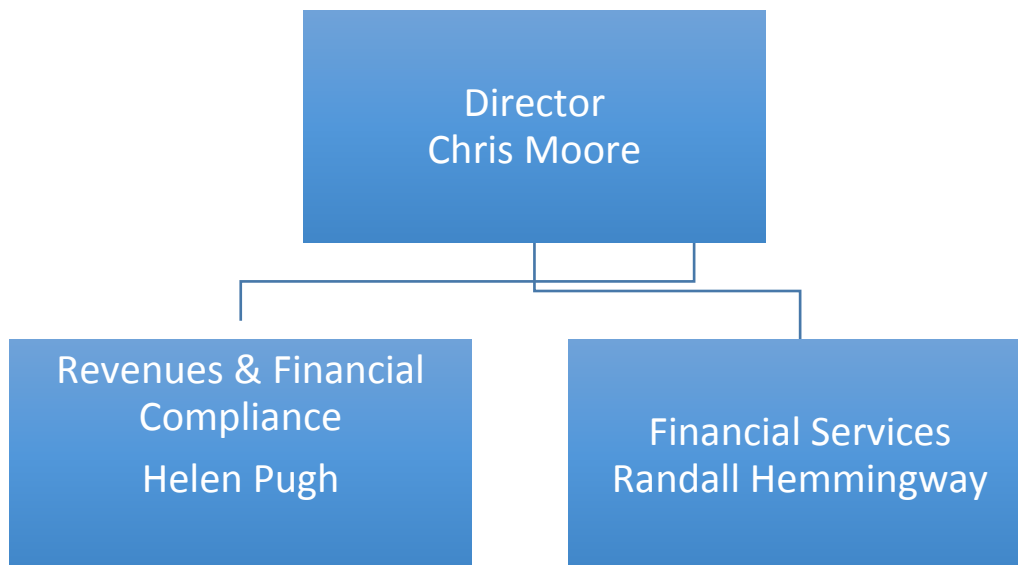 Director
Chris Moore
Revenues & Financial
Compliance
Helen Pugh
Financial Services
Randall Hemmingway